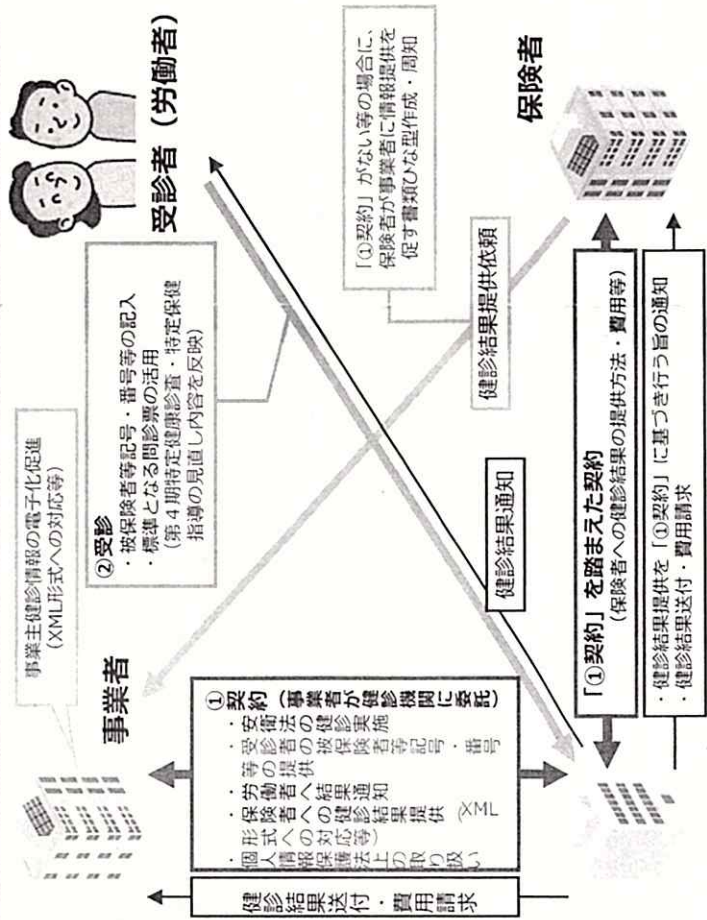 事業主健診情報の電子化促進
(XML形式への対応等)
事業者
受診者(労働者)
②受診
・被保険者等記号・番号等の記入
・標準となる問診票の活用
(第4期特定健康診査・特定保健
指導の見直し内容を反映)
①契約(事業者が健診機関に委託)
・安衛法の健診実施
・受診者の被保険者等記号・番号
等の提供
・労働者へ結果通知
・保険者への健診結果提供(XML
形式への対応等)
・個人情報保護法上の取り扱い
健診結果送付・費用請求
健診結果通知
健診結果提供依頼
「①契約」がない等の場合に、
保険者が事業者に情報提供を
促す書類ひな型作成・周知
保険者
「①契約」を踏まえた契約
(保険者への健診結果の提供方法・費用等)
・健診結果提供を「①契約」に基づき行う旨の通知
・健診結果送付・費用請求